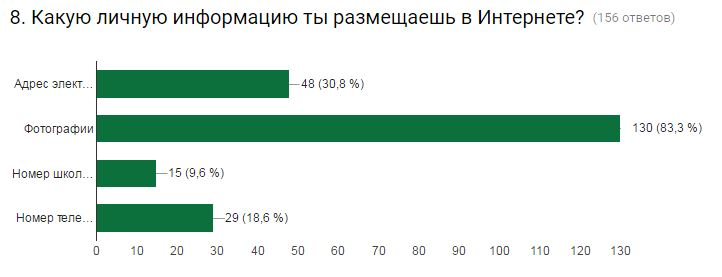 8. Какую личную информацию ты размещаешь в Интернете? (156 ответов)
Адрес элект... 48 (30,8 %)
Фотографии 130 (83,3 %)
Номер школ... 15 (9,6 %)
Номер теле... 29 (18,6 %)
0 10 20 30 40 50 60 70 80 90 100 110 120 130